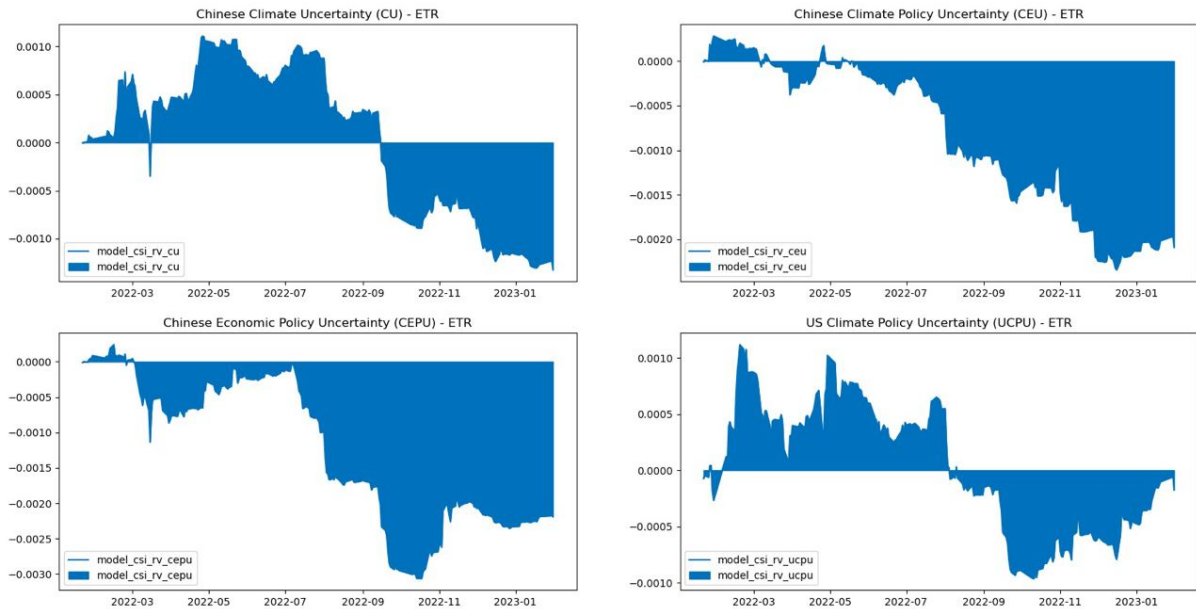 Chinese Climate Uncertainty (CU) - ETR
0.0010
0.0005
0.0000
−0.0005
−0.0010
model_csi_rv_cu
model_csi_rv_cu
2022-03 2022-05 2022-07 2022-09 2022-11 2023-01
Chinese Climate Policy Uncertainty (CEU) - ETR
0.0000
−0.0005
−0.0010
−0.0015
−0.0020
model_csi_rv_ceu
model_csi_rv_ceu
2022-03 2022-05 2022-07 2022-09 2022-11 2023-01
Chinese Economic Policy Uncertainty (CEPU) - ETR
0.0000
−0.0005
−0.0010
−0.0015
−0.0020
−0.0025
−0.0030
model_csi_rv_cepu
model_csi_rv_cepu
2022-03 2022-05 2022-07 2022-09 2022-11 2023-01
US Climate Policy Uncertainty (UCPU) - ETR
0.0010
0.0005
0.0000
−0.0005
−0.0010
model_csi_rv_ucpu
model_csi_rv_ucpu
2022-03 2022-05 2022-07 2022-09 2022-11 2023-01